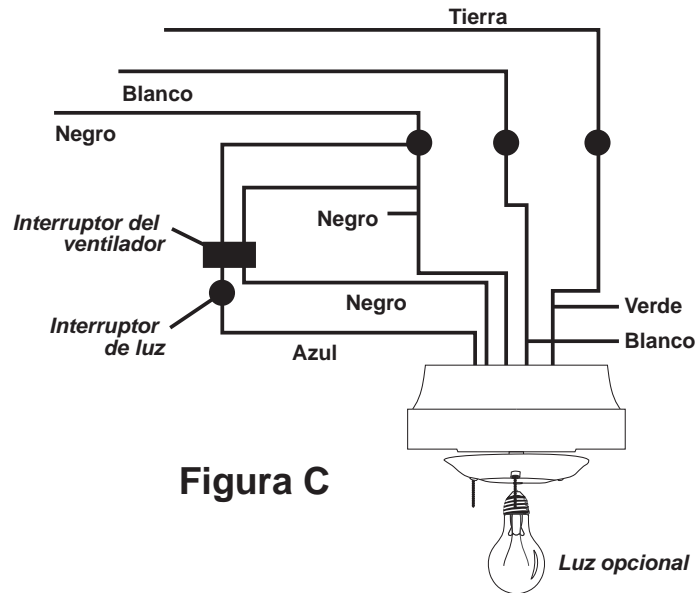 Tierra
Blanco
Negro
Negro
Interruptor del
ventilador
Negro
Verde
Interruptor
de luz
Azul
Blanco
Figura C
Luz opcional